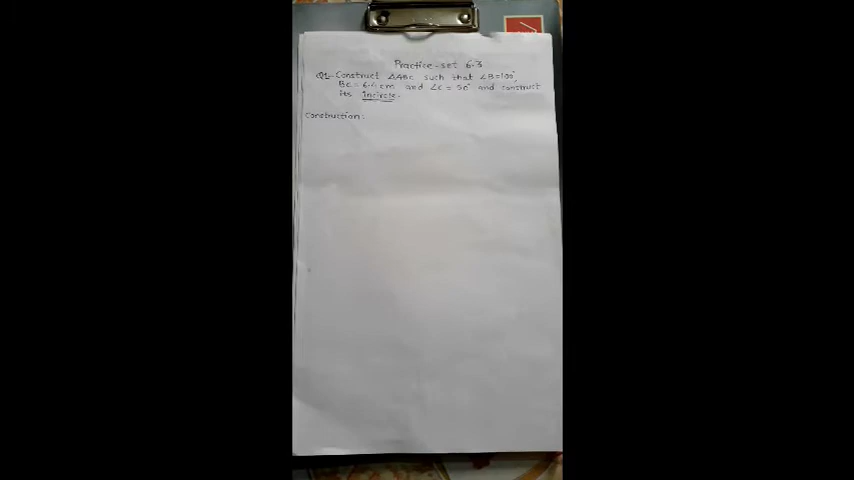 Practice-set 6.3
Q1- Construct △ABC such that ∠B=100°,
BC = 6.4 cm and ∠C = 50° and construct
its incircle.
Construction: